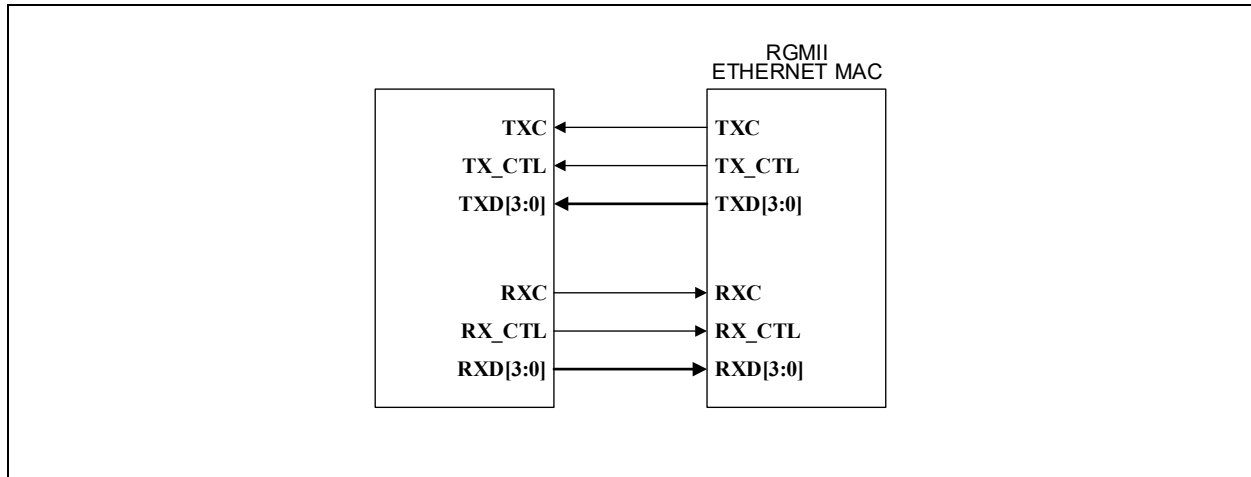 RGMII
ETHERNET MAC
TXC TXC
TX_CTL TX_CTL
TXD[3:0] TXD[3:0]
RXC RXC
RX_CTL RX_CTL
RXD[3:0] RXD[3:0]